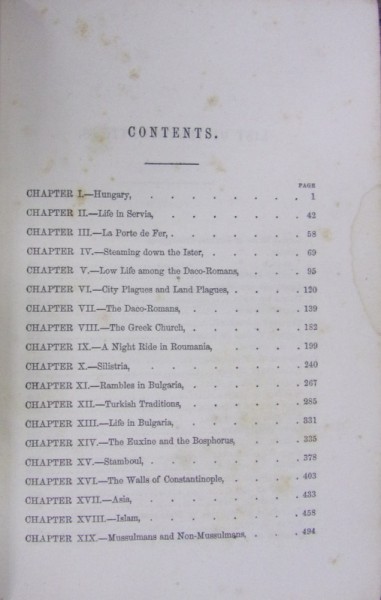 CONTENTS.
PAGE
CHAPTER I.—Hungary, . . . . . . . 1
CHAPTER II.—Life in Servia, . . . . . . 42
CHAPTER III.—La Porte de Fer, . . . . . . 58
CHAPTER IV.—Steaming down the Ister, . . . . 69
CHAPTER V.—Low Life among the Daco-Romans, . . . 95
CHAPTER VI.—City Plagues and Land Plagues, . . . 120
CHAPTER VII.—The Daco-Romans, . . . . . 139
CHAPTER VIII.—The Greek Church, . . . . . 182
CHAPTER IX.—A Night Ride in Roumania, . . . . 199
CHAPTER X.—Silistria, . . . . . . 240
CHAPTER XI.—Rambles in Bulgaria, . . . . . 267
CHAPTER XII.—Turkish Traditions, . . . . . 285
CHAPTER XIII.—Life in Bulgaria, . . . . . 331
CHAPTER XIV.—The Euxine and the Bosphorus, . . . 335
CHAPTER XV.—Stamboul, . . . . . . . 378
CHAPTER XVI.—The Walls of Constantinople, . . . . 403
CHAPTER XVII.—Asia, . . . . . . . 453
CHAPTER XVIII.—Islam, . . . . . . . 458
CHAPTER XIX.—Mussulmans and Non-Mussulmans, . . . 494